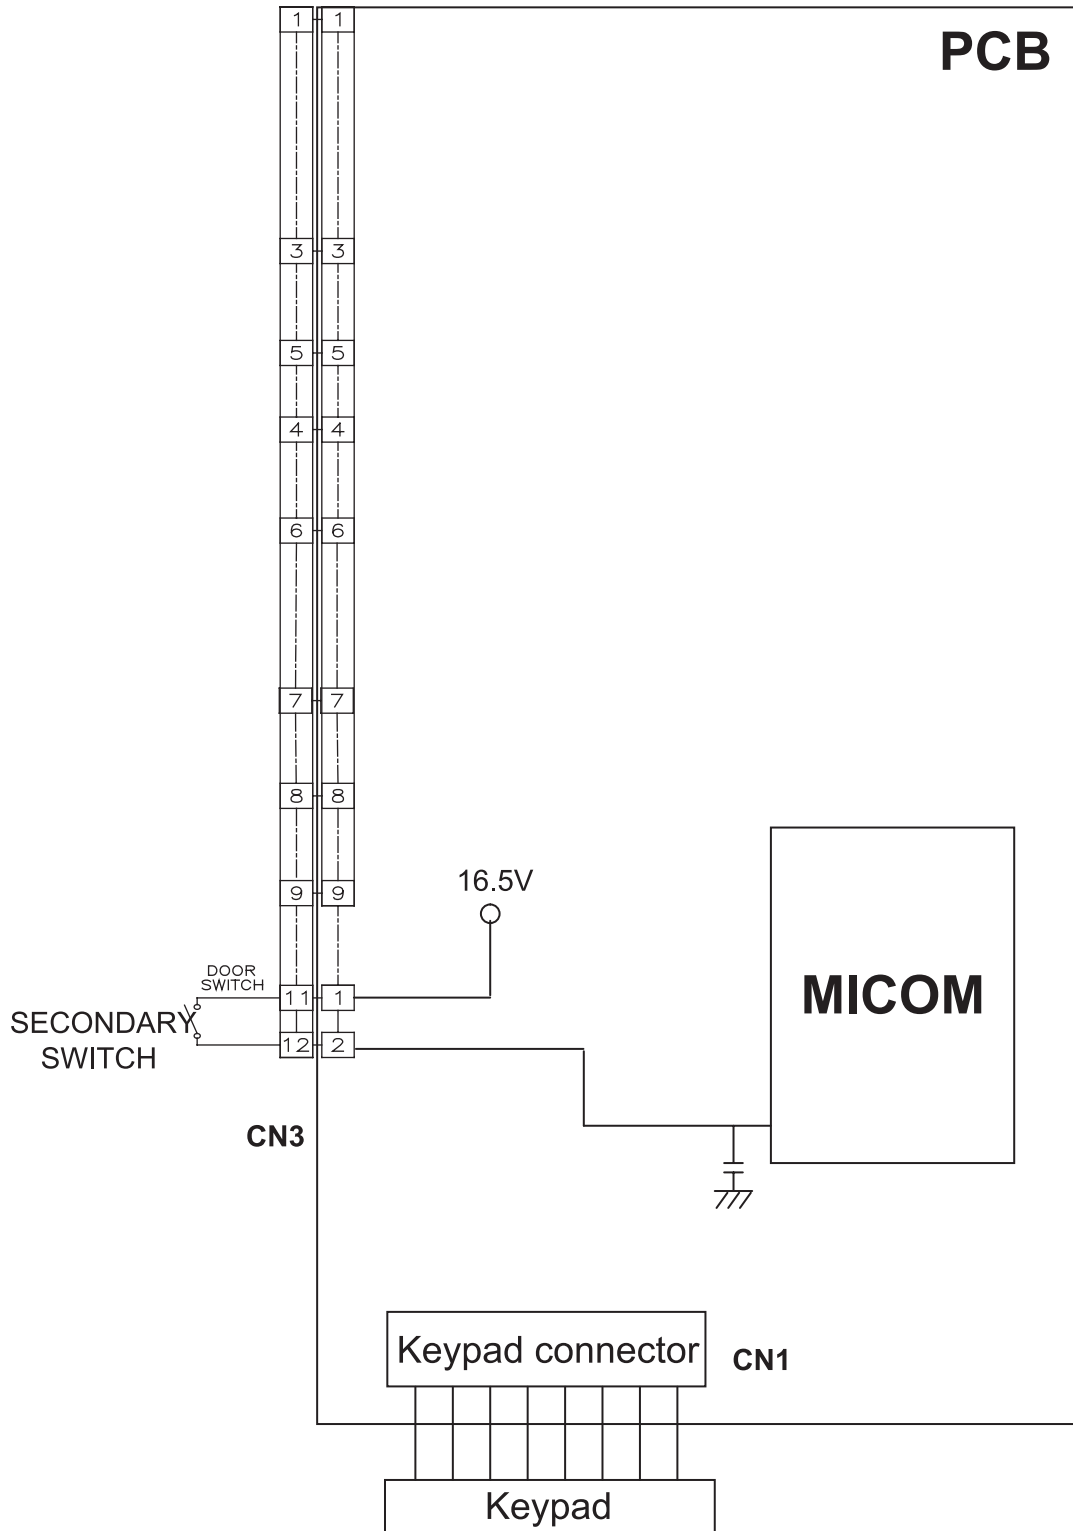 1 1
PCB
3 3
5 5
4 4
6 6
7 7
8 8
16.5V
9 9
DOOR
SWITCH
11 1
MICOM
SECONDARY
SWITCH
12 2
CN3
Keypad connector
CN1
Keypad